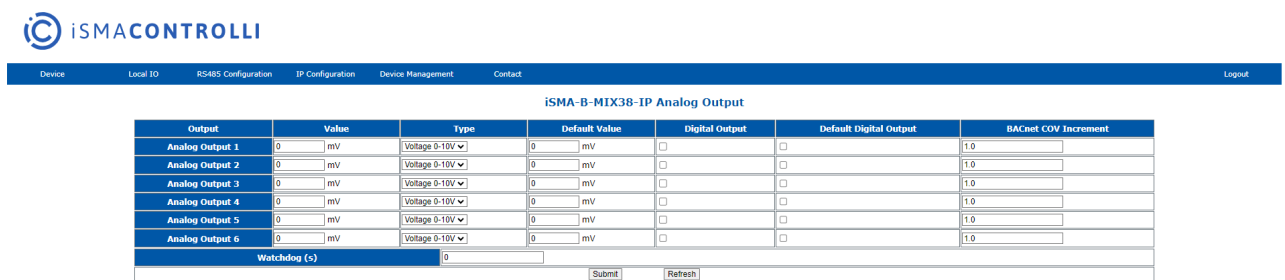 iSMACONTROLLI
Device Local IO RS485 Configuration IP Configuration Device Management Contact Logout
iSMA-B-MIX38-IP Analog Output
Output Value Type Default Value Digital Output Default Digital Output BACnet COV Increment
Analog Output 1 0 mV Voltage 0-10V 0 mV 1.0
Analog Output 2 0 mV Voltage 0-10V 0 mV 1.0
Analog Output 3 0 mV Voltage 0-10V 0 mV 1.0
Analog Output 4 0 mV Voltage 0-10V 0 mV 1.0
Analog Output 5 0 mV Voltage 0-10V 0 mV 1.0
Analog Output 6 0 mV Voltage 0-10V 0 mV 1.0
Watchdog (s) 0
Submit Refresh